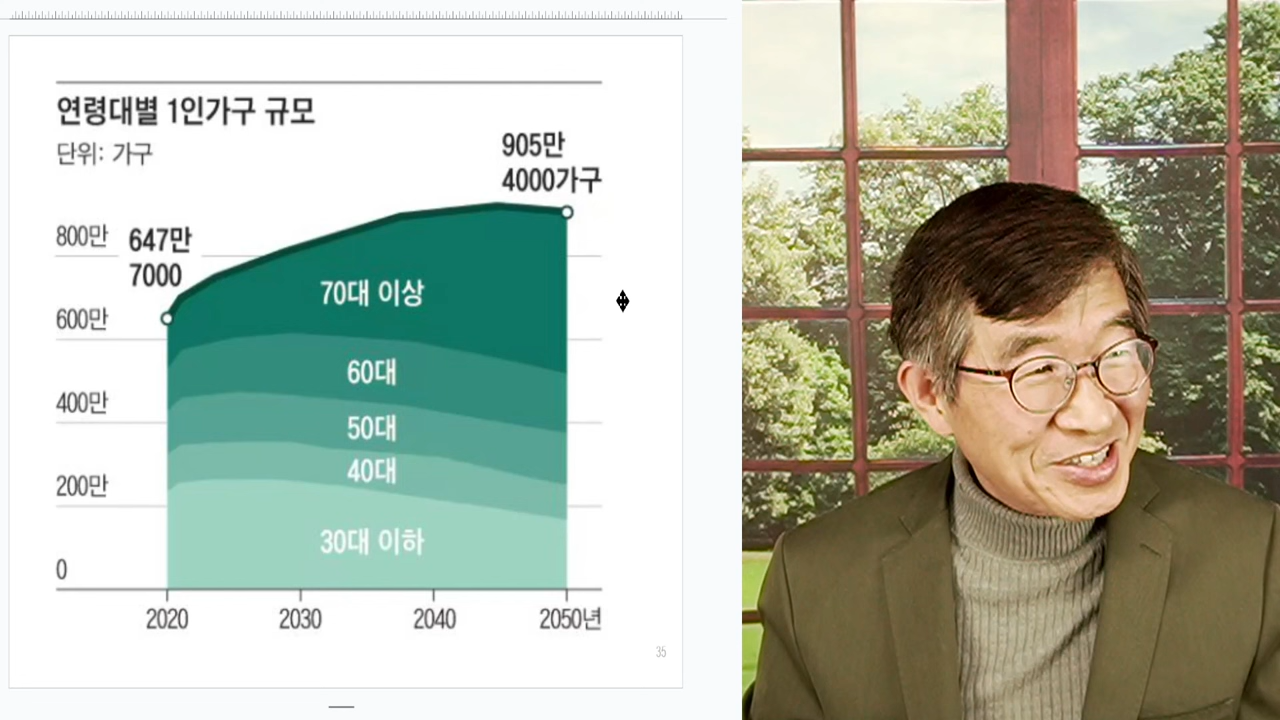 연령대별 1인가구 규모
단위: 가구
905만
4000가구
800만
647만
7000
70대 이상
600만
60대
400만
50대
40대
200만
30대 이하
0
2020
2030
2040
2050년
35